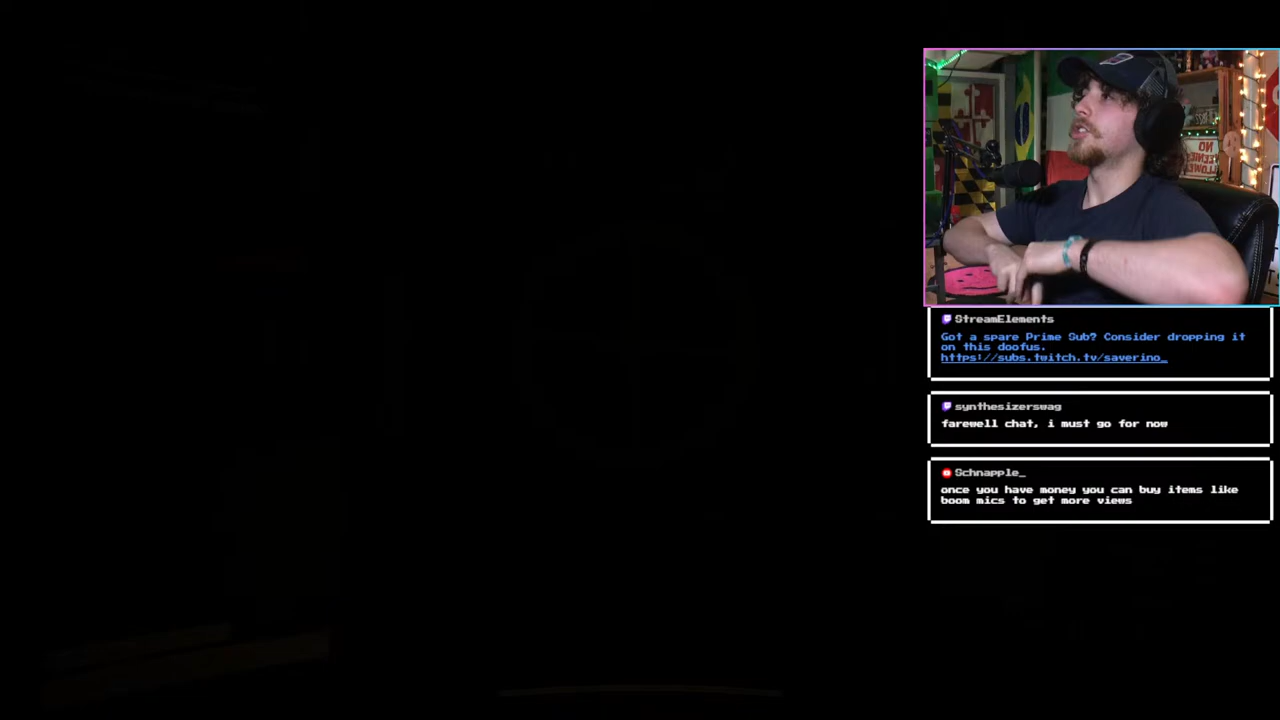 NO
StreamElements
Got a spare Prime Sub? Consider dropping it
on this doofus.
https://subs.twitch.tv/saverino_
synthesizerswag
farewell chat, i must go for now
Schnapple_
once you have money you can buy items like
boom mics to get more views